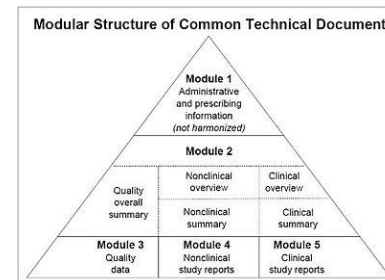 Modular Structure of Common Technical Document
Module 1
Administrative
and prescribing
information
(not harmonized)
Module 2
Quality
overall
summary
Nonclinical
overview
Clinical
overview
Nonclinical
summary
Clinical
summary
Module 3
Quality
data
Module 4
Nonclinical
study reports
Module 5
Clinical
study reports